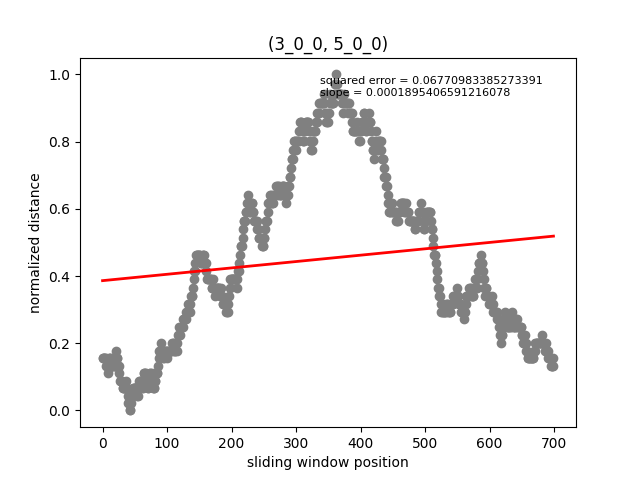 (3_0_0, 5_0_0)
squared error = 0.06770983385273391
slope = 0.0001895406591216078
normalized distance
1.0
0.8
0.6
0.4
0.2
0.0
0 100 200 300 400 500 600 700
sliding window position